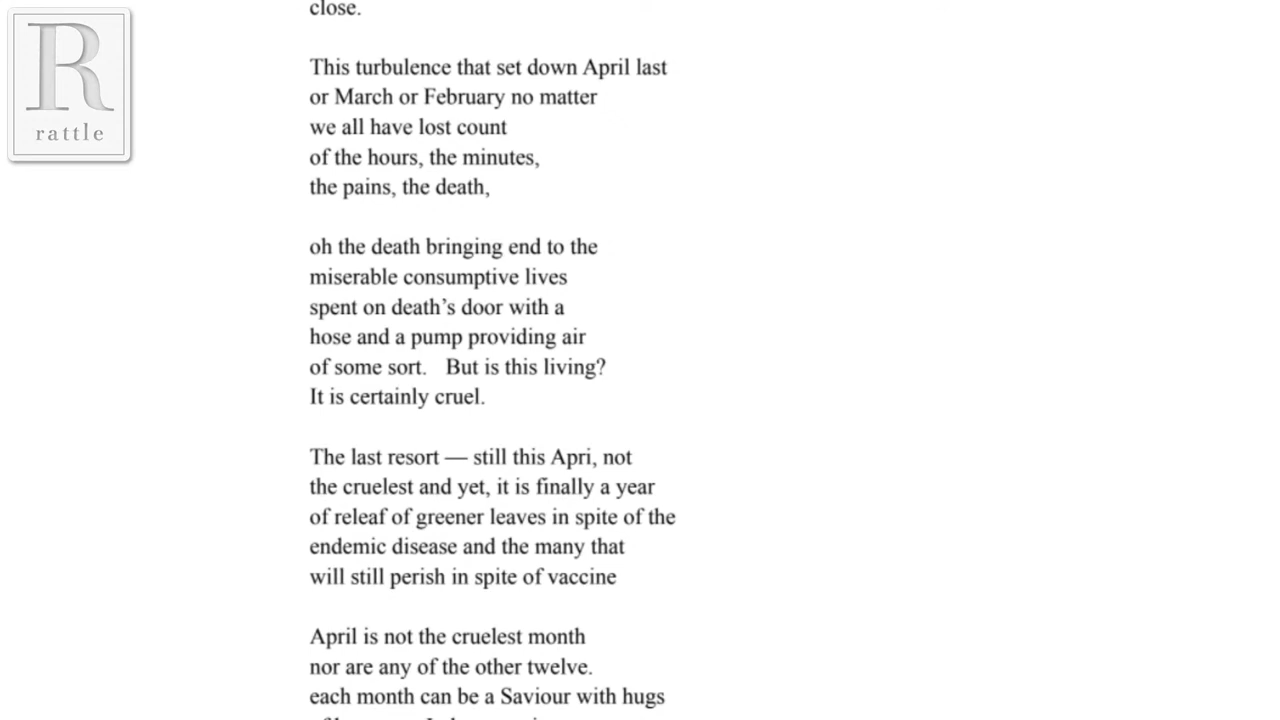 R
rattle
close.
This turbulence that set down April last
or March or February no matter
we all have lost count
of the hours, the minutes,
the pains, the death,
oh the death bringing end to the
miserable consumptive lives
spent on death’s door with a
hose and a pump providing air
of some sort.   But is this living?
It is certainly cruel.
The last resort — still this Apri, not
the cruelest and yet, it is finally a year
of releaf of greener leaves in spite of the
endemic disease and the many that
will still perish in spite of vaccine
April is not the cruelest month
nor are any of the other twelve.
each month can be a Saviour with hugs